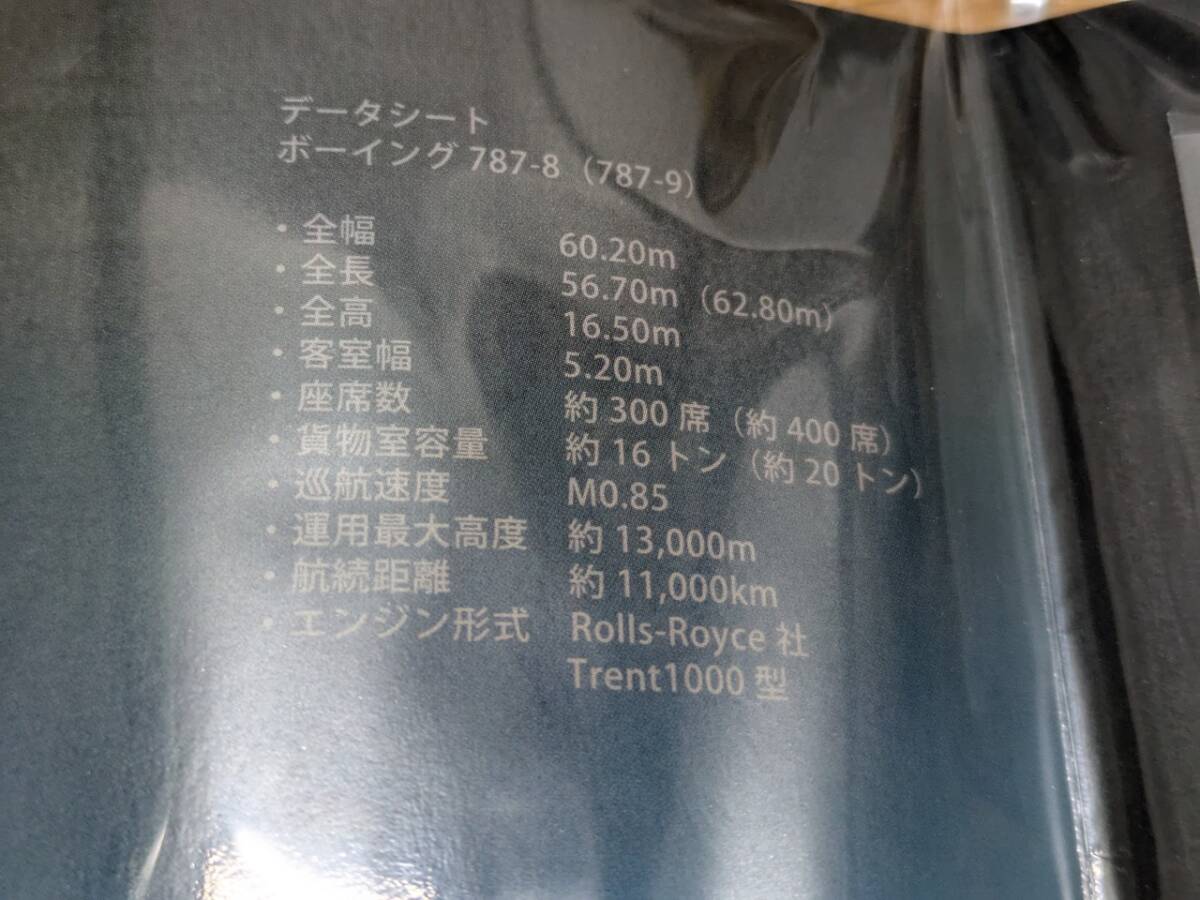 データシート
ボーイング 787-8（787-9）
・全幅 60.20m
・全長 56.70m（62.80m）
・全高 16.50m
・客室幅 5.20m
・座席数 約 300 席（約 400 席）
・貨物室容量 約 16 トン（約 20 トン）
・巡航速度 M0.85
・運用最大高度 約 13,000m
・航続距離 約 11,000km
・エンジン形式 Rolls-Royce 社
Trent1000 型